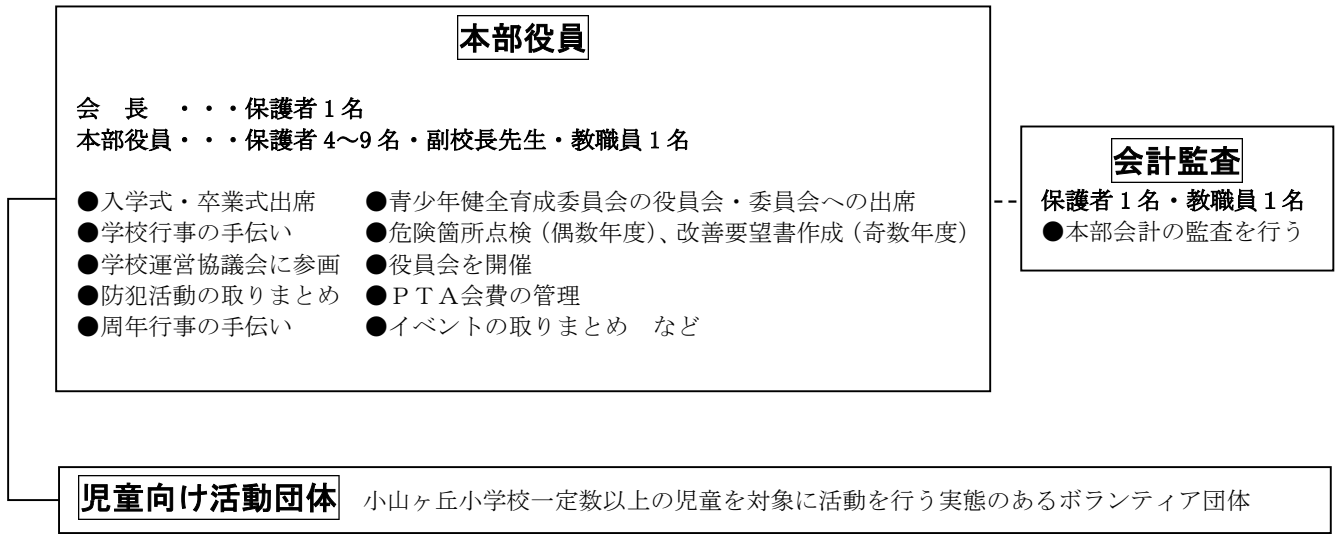 本部役員
会　長　・・・保護者1名
本部役員・・・保護者4～9名・副校長先生・教職員1名
●入学式・卒業式出席　●青少年健全育成委員会の役員会・委員会への出席
●学校行事の手伝い　●危険箇所点検（偶数年度）、改善要望書作成（奇数年度）
●学校運営協議会に参画　●役員会を開催
●防犯活動の取りまとめ　●ＰＴＡ会費の管理
●周年行事の手伝い　●イベントの取りまとめ　など
会計監査
保護者1名・教職員1名
●本部会計の監査を行う
児童向け活動団体　小山ヶ丘小学校一定数以上の児童を対象に活動を行う実態のあるボランティア団体